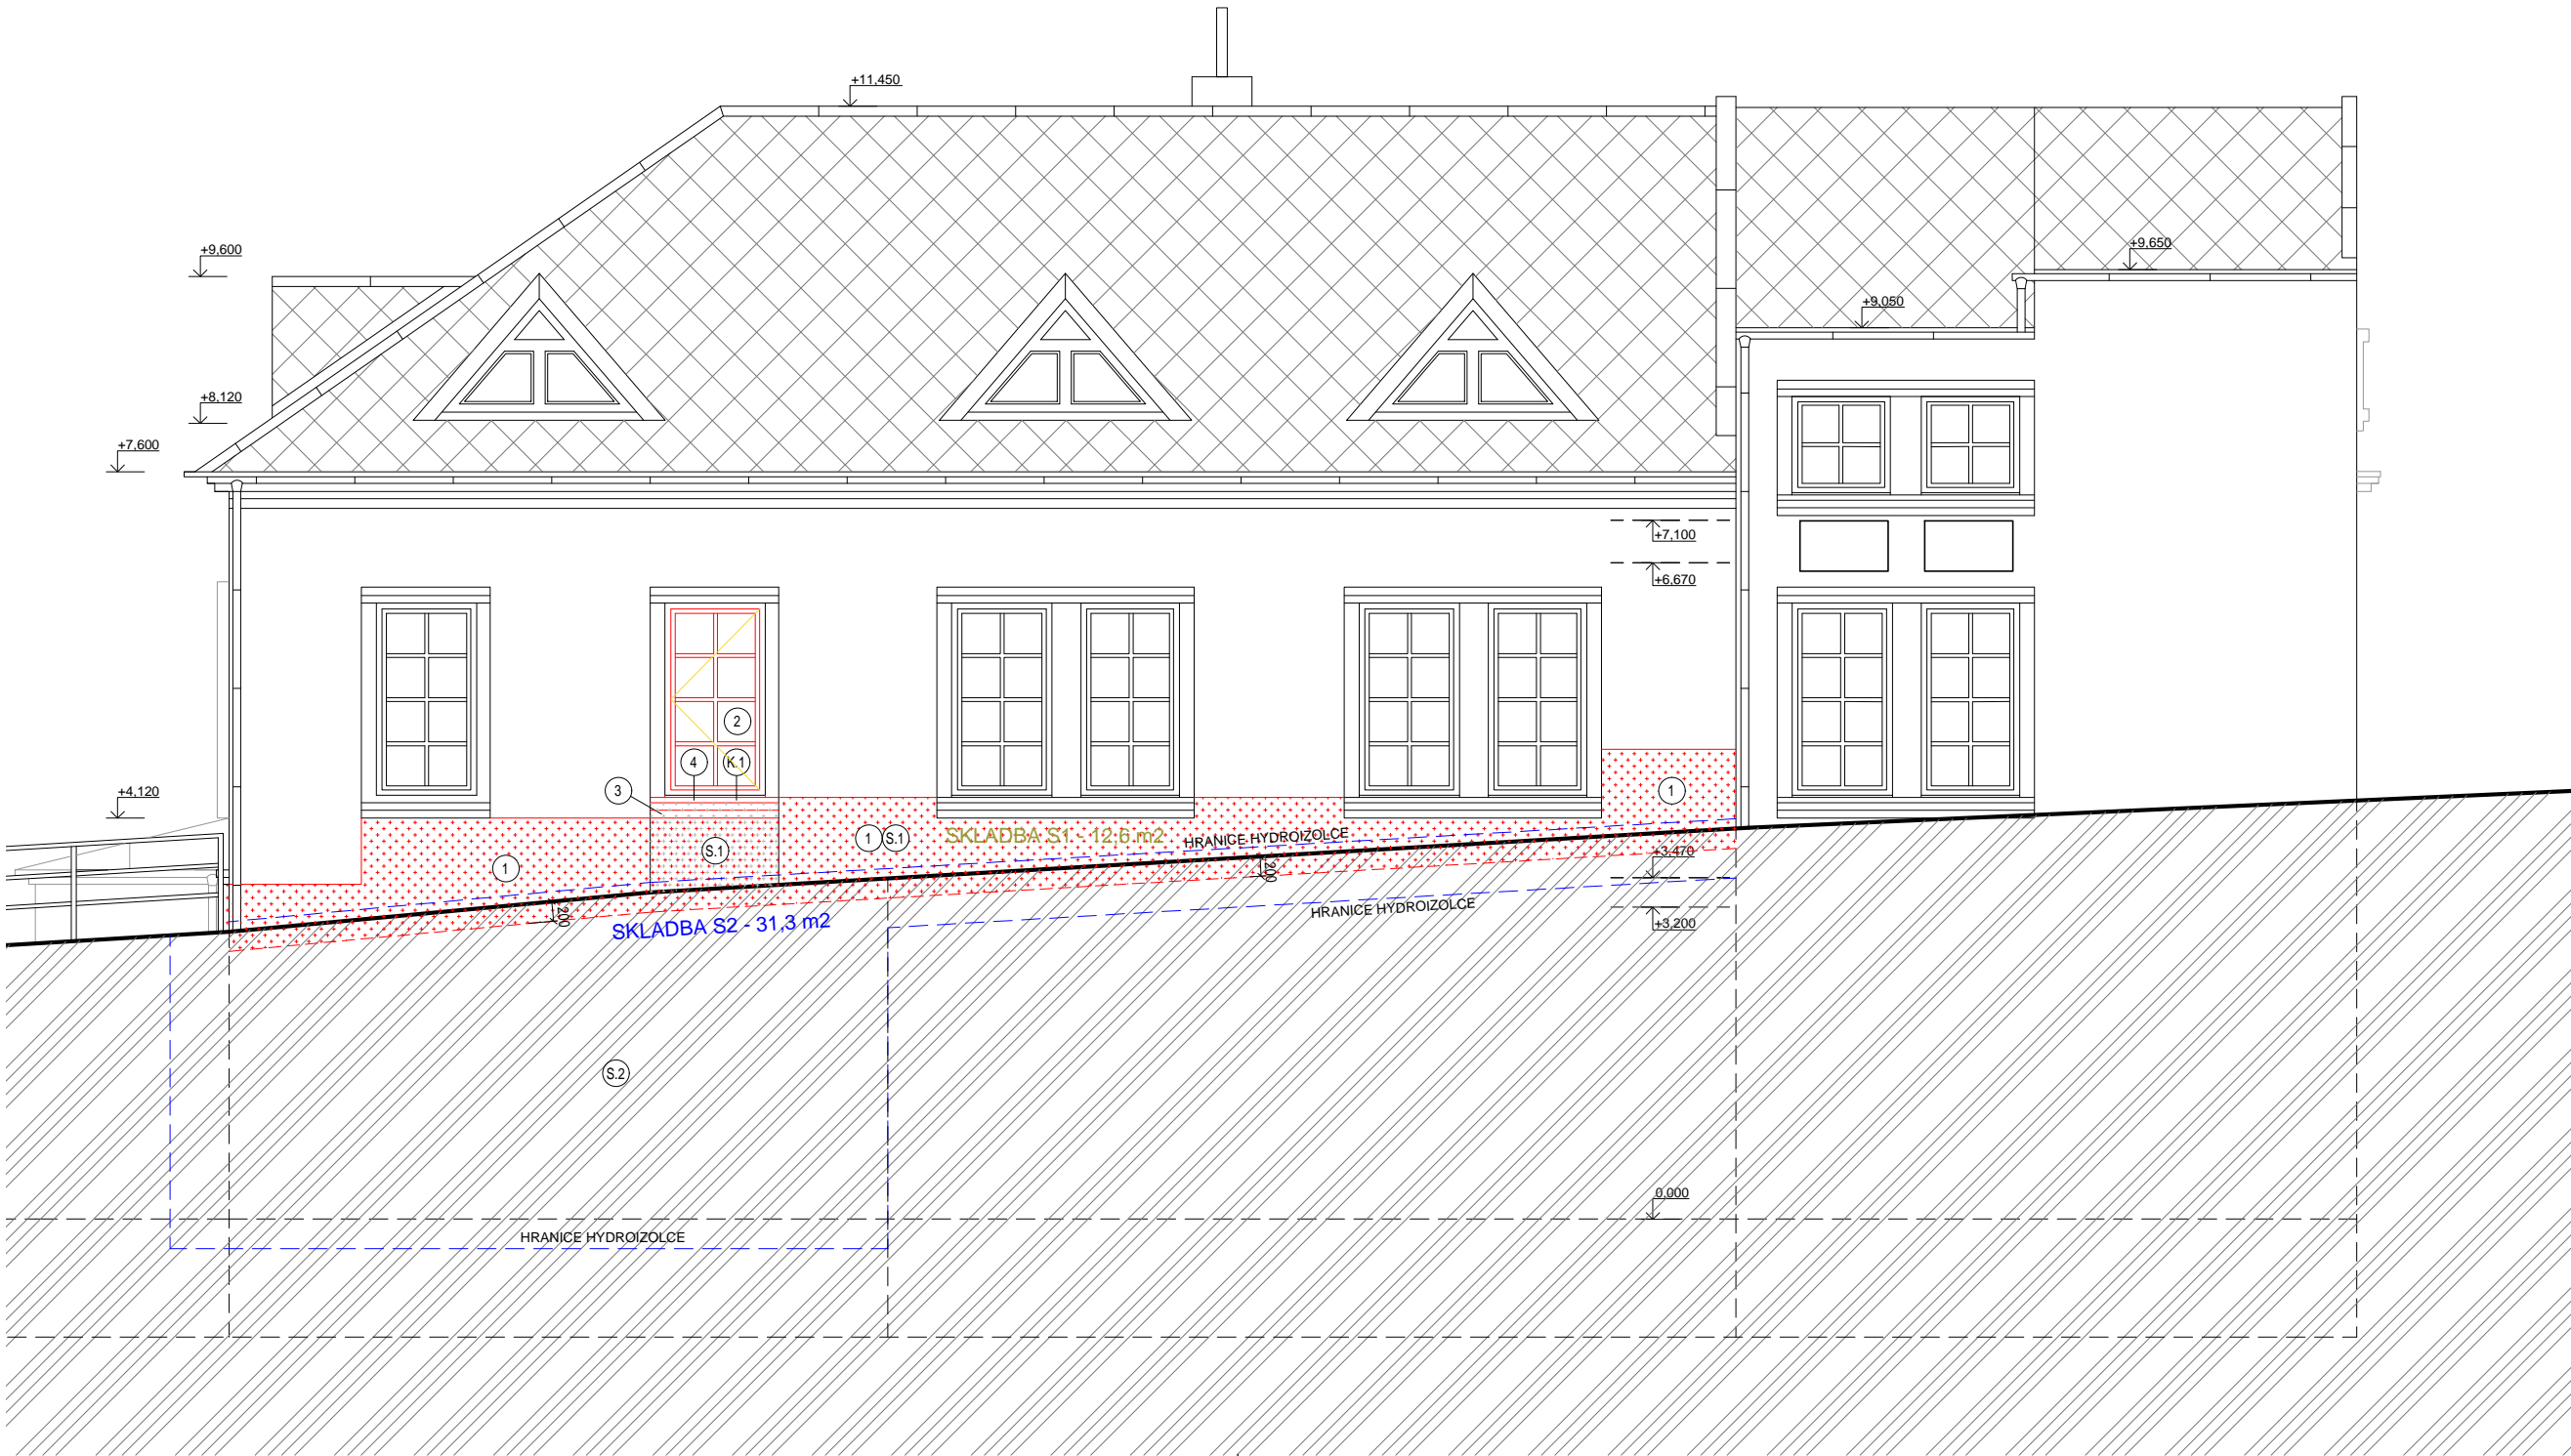 +11,450
+9,600
+9,650
+9,050
+8,120
+7,600
+7,100
+6,670
2
4
K.1
3
1
+4,120
1
S.1
SKLADBA S1 - 12,6 m2
HRANICE HYDROIZOLCE
S.1
1
+3,470
200
200
HRANICE HYDROIZOLCE
+3,200
SKLADBA S2 - 31,3 m2
S.2
0,000
HRANICE HYDROIZOLCE